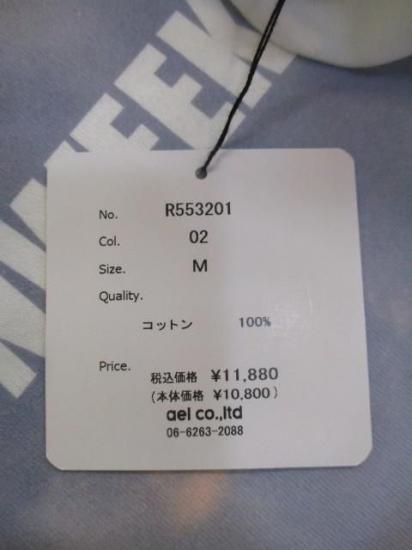 No. R553201
Col. 02
Size. M
Quality.
コットン 100%
Price.
税込価格 ¥11,880
(本体価格 ¥10,800)
ael co.,ltd
06-6263-2088